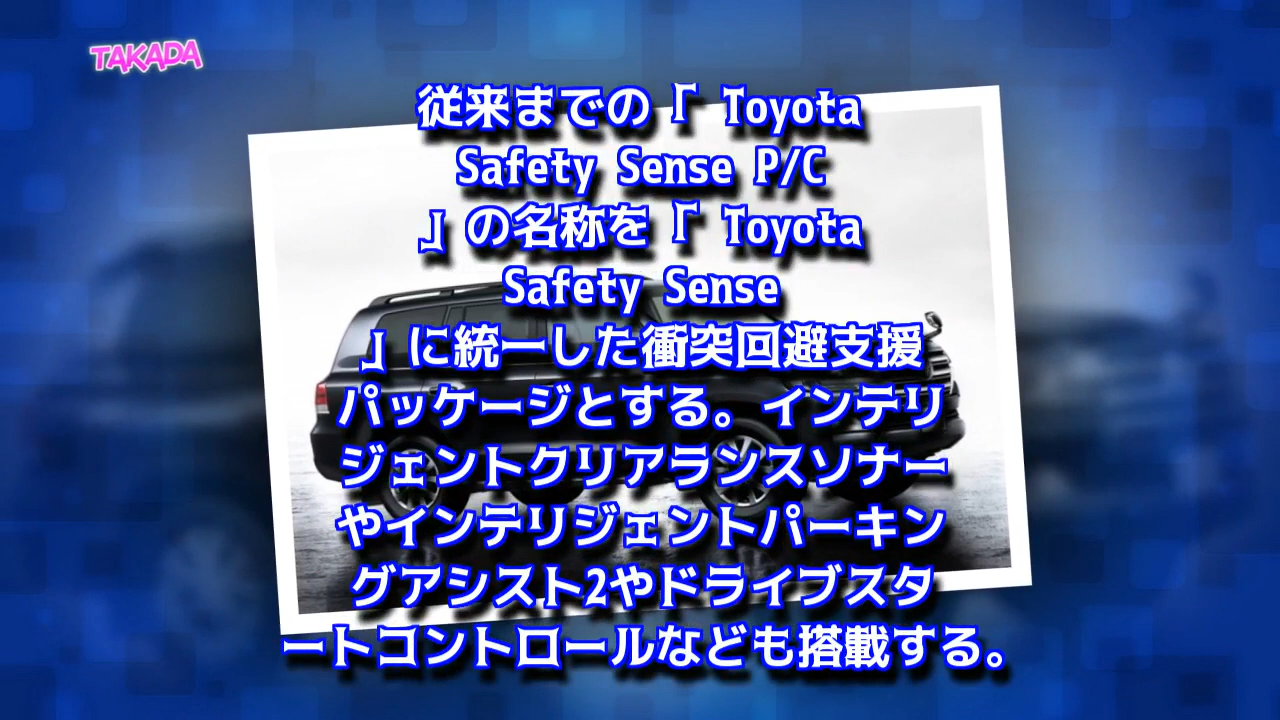 TAKADA
従来までの『 Toyota
Safety Sense P/C
』の名称を『 Toyota
Safety Sense
』に統一した衝突回避支援
パッケージとする。インテリ
ジェントクリアランスソナー
やインテリジェントパーキン
グアシスト2やドライブスタ
ートコントロールなども搭載する。